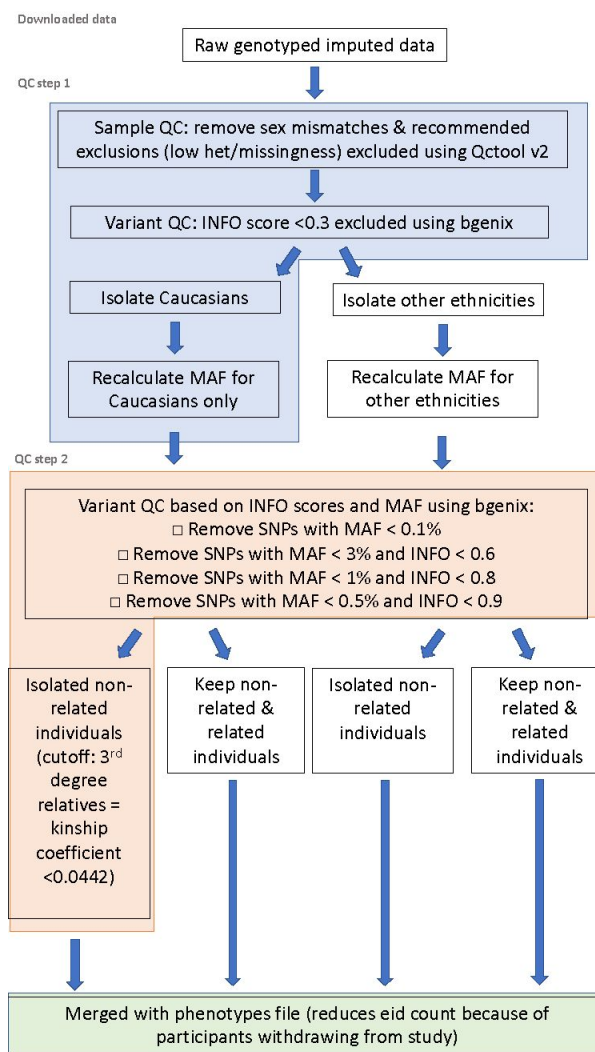 Downloaded data
Raw genotyped imputed data
QC step 1
Sample QC: remove sex mismatches & recommended
exclusions (low het/missingness) excluded using Qctool v2
Variant QC: INFO score <0.3 excluded using bgenix
Isolate Caucasians
Isolate other ethnicities
Recalculate MAF for
Caucasians only
Recalculate MAF for
other ethnicities
QC step 2
Variant QC based on INFO scores and MAF using bgenix:
□ Remove SNPs with MAF < 0.1%
□ Remove SNPs with MAF < 3% and INFO < 0.6
□ Remove SNPs with MAF < 1% and INFO < 0.8
□ Remove SNPs with MAF < 0.5% and INFO < 0.9
Isolated non-
related
individuals
(cutoff: 3rd
degree
relatives =
kinship
coefficient
<0.0442)
Keep non-
related &
related
individuals
Isolated non-
related
individuals
Keep non-
related &
related
individuals
Merged with phenotypes file (reduces eid count because of
participants withdrawing from study)